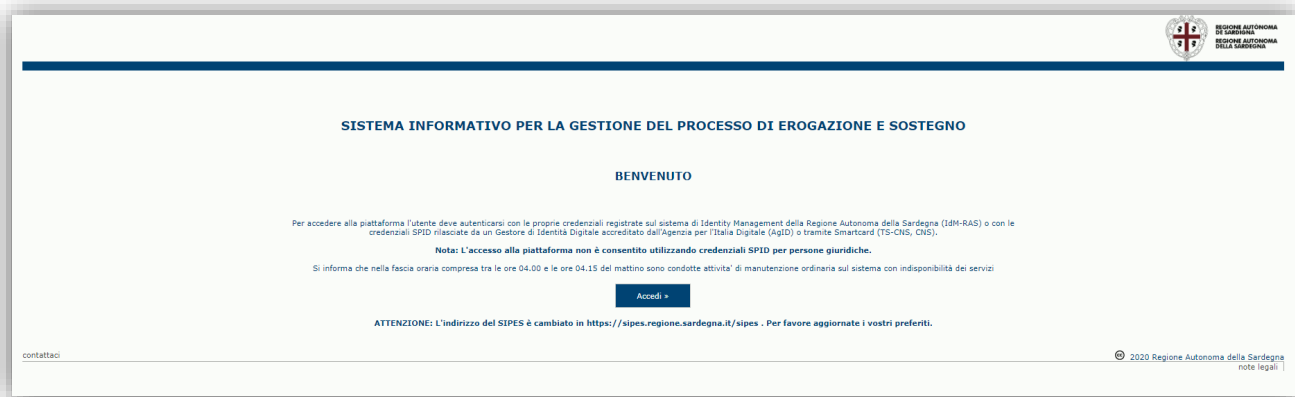 REGIONE AUTÒNOMA
DE SARDIGNA
REGIONE AUTONOMA
DELLA SARDEGNA
SISTEMA INFORMATIVO PER LA GESTIONE DEL PROCESSO DI EROGAZIONE E SOSTEGNO
BENVENUTO
Per accedere alla piattaforma l'utente deve autenticarsi con le proprie credenziali registrate sul sistema di Identity Management della Regione Autonoma della Sardegna (IdM-RAS) o con le
credenziali SPID rilasciate da un Gestore di Identità Digitale accreditato dall'Agenzia per l'Italia Digitale (AgID) o tramite Smartcard (TS-CNS, CNS).
Nota: L'accesso alla piattaforma non è consentito utilizzando credenziali SPID per persone giuridiche.
Si informa che nella fascia oraria compresa tra le ore 04.00 e le ore 04.15 del mattino sono condotte attivita' di manutenzione ordinaria sul sistema con indisponibilità dei servizi
Accedi »
ATTENZIONE: L'indirizzo del SIPES è cambiato in https://sipes.regione.sardegna.it/sipes . Per favore aggiornate i vostri preferiti.
contattaci
cc 2020 Regione Autonoma della Sardegna
note legali |